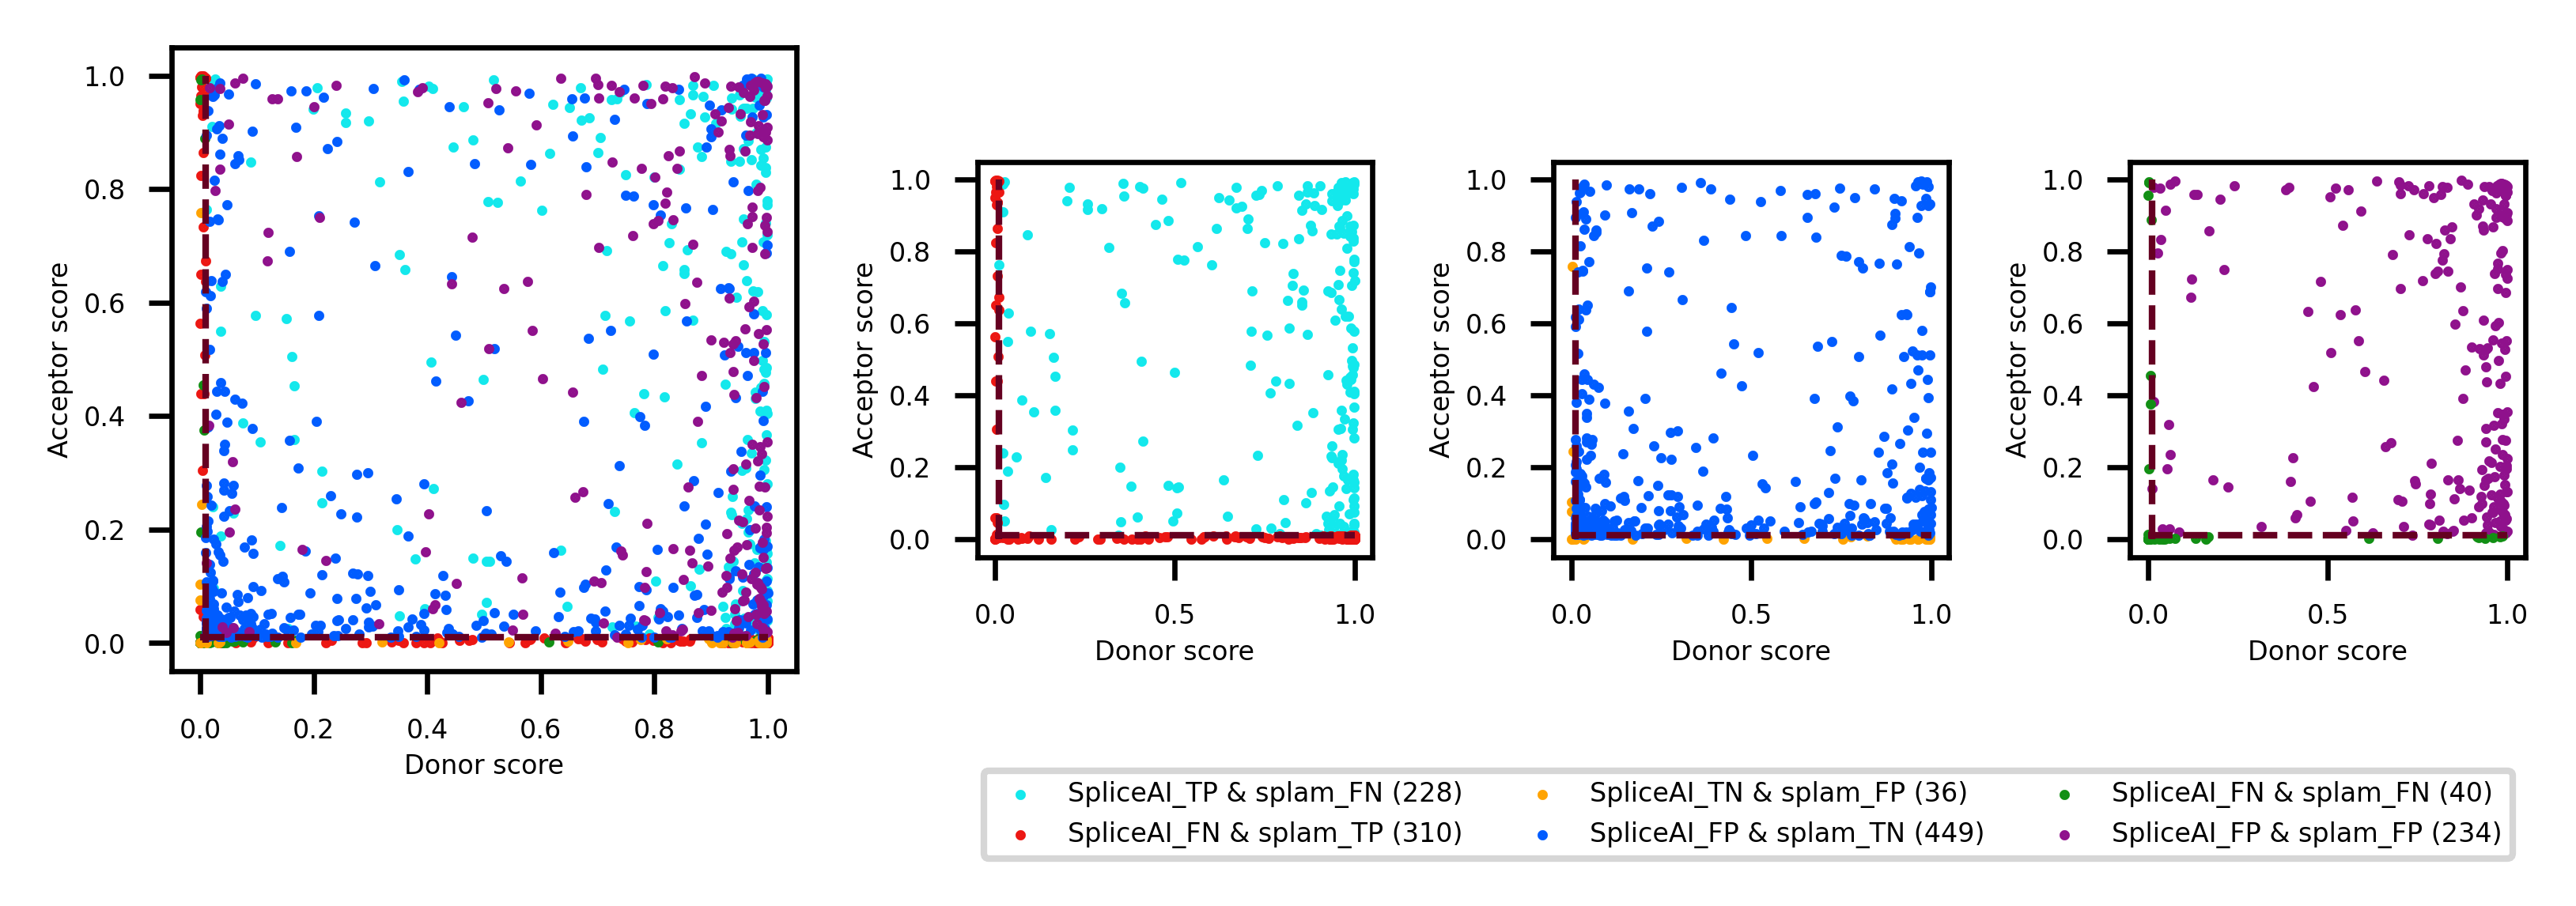 1.0
0.8
0.6
0.4
0.2
0.0
Acceptor score
0.0 0.2 0.4 0.6 0.8 1.0
Donor score
1.0
0.8
0.6
0.4
0.2
0.0
Acceptor score
0.0 0.5 1.0
Donor score
1.0
0.8
0.6
0.4
0.2
0.0
Acceptor score
0.0 0.5 1.0
Donor score
1.0
0.8
0.6
0.4
0.2
0.0
Acceptor score
0.0 0.5 1.0
Donor score
SpliceAI_TP & splam_FN (228)
SpliceAI_FN & splam_TP (310)
SpliceAI_TN & splam_FP (36)
SpliceAI_FP & splam_TN (449)
SpliceAI_FN & splam_FN (40)
SpliceAI_FP & splam_FP (234)